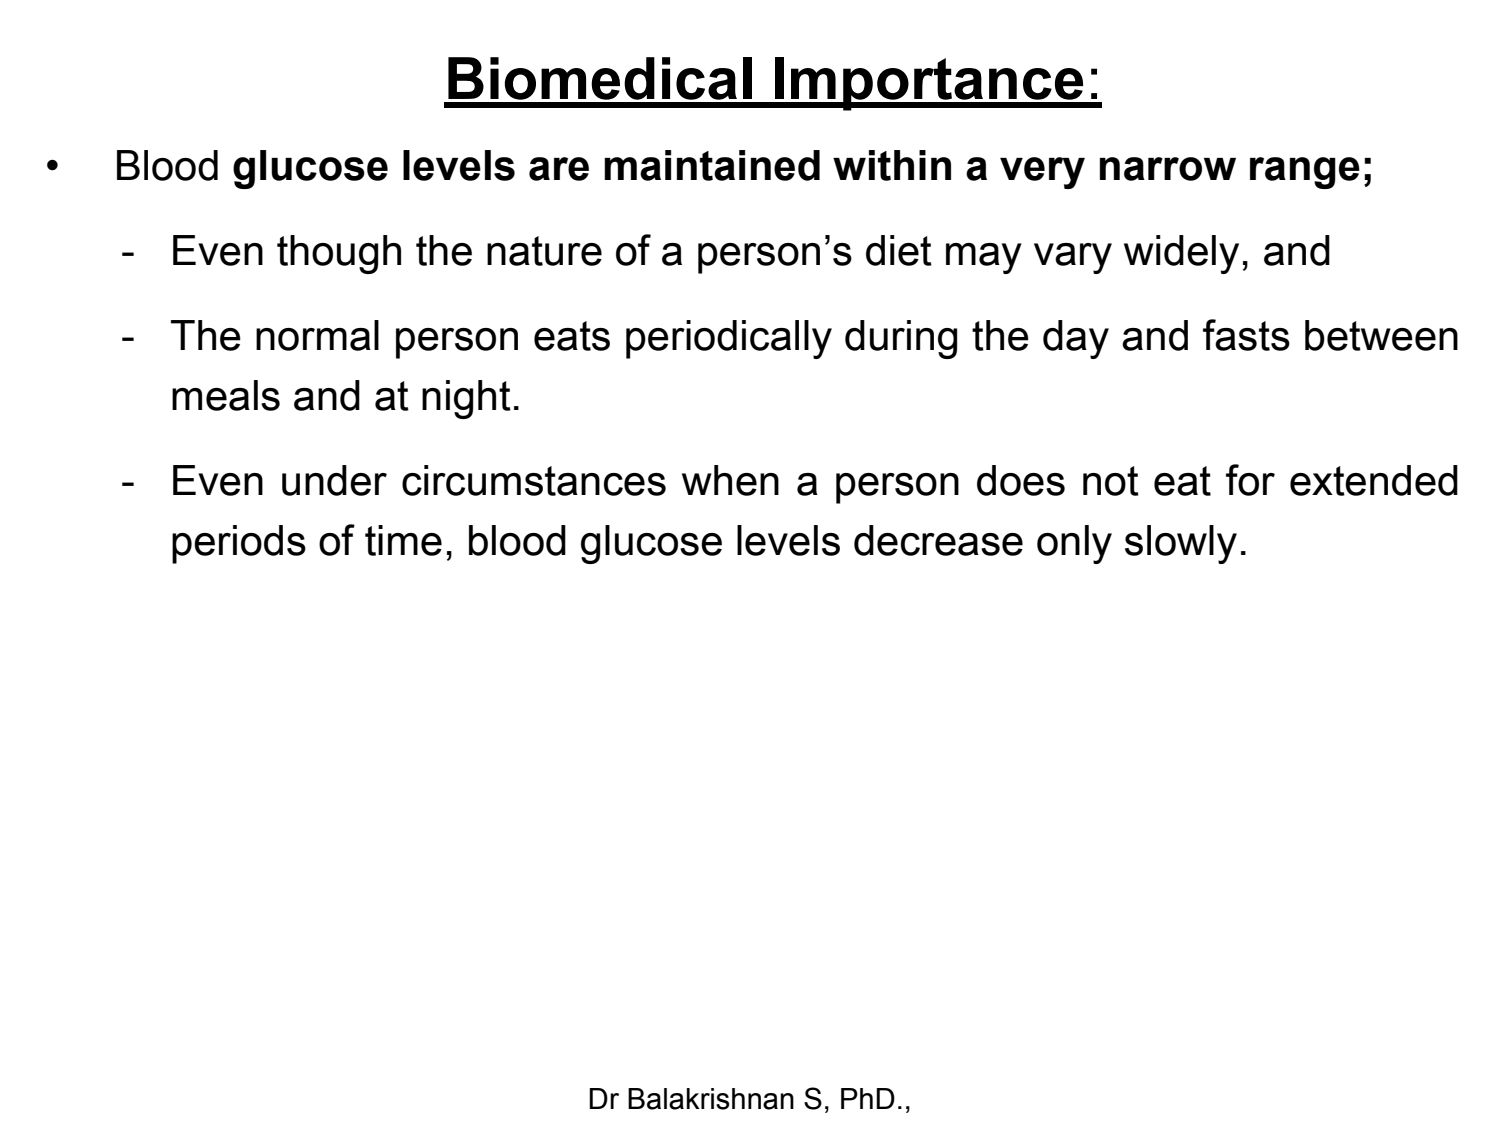 Biomedical Importance:
• Blood glucose levels are maintained within a very narrow range;
- Even though the nature of a person’s diet may vary widely, and
- The normal person eats periodically during the day and fasts between
meals and at night.
- Even under circumstances when a person does not eat for extended
periods of time, blood glucose levels decrease only slowly.
Dr Balakrishnan S, PhD.,